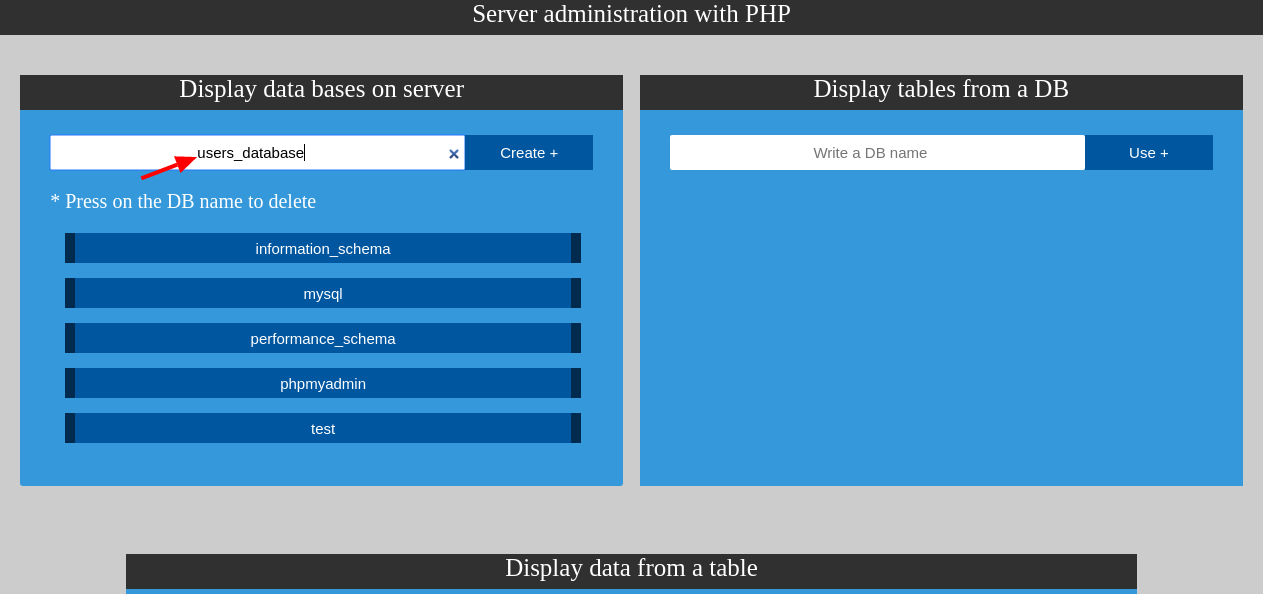 Server administration with PHP
Display data bases on server
users_database
Create +
* Press on the DB name to delete
information_schema
mysql
performance_schema
phpmyadmin
test
Display tables from a DB
Write a DB name
Use +
Display data from a table